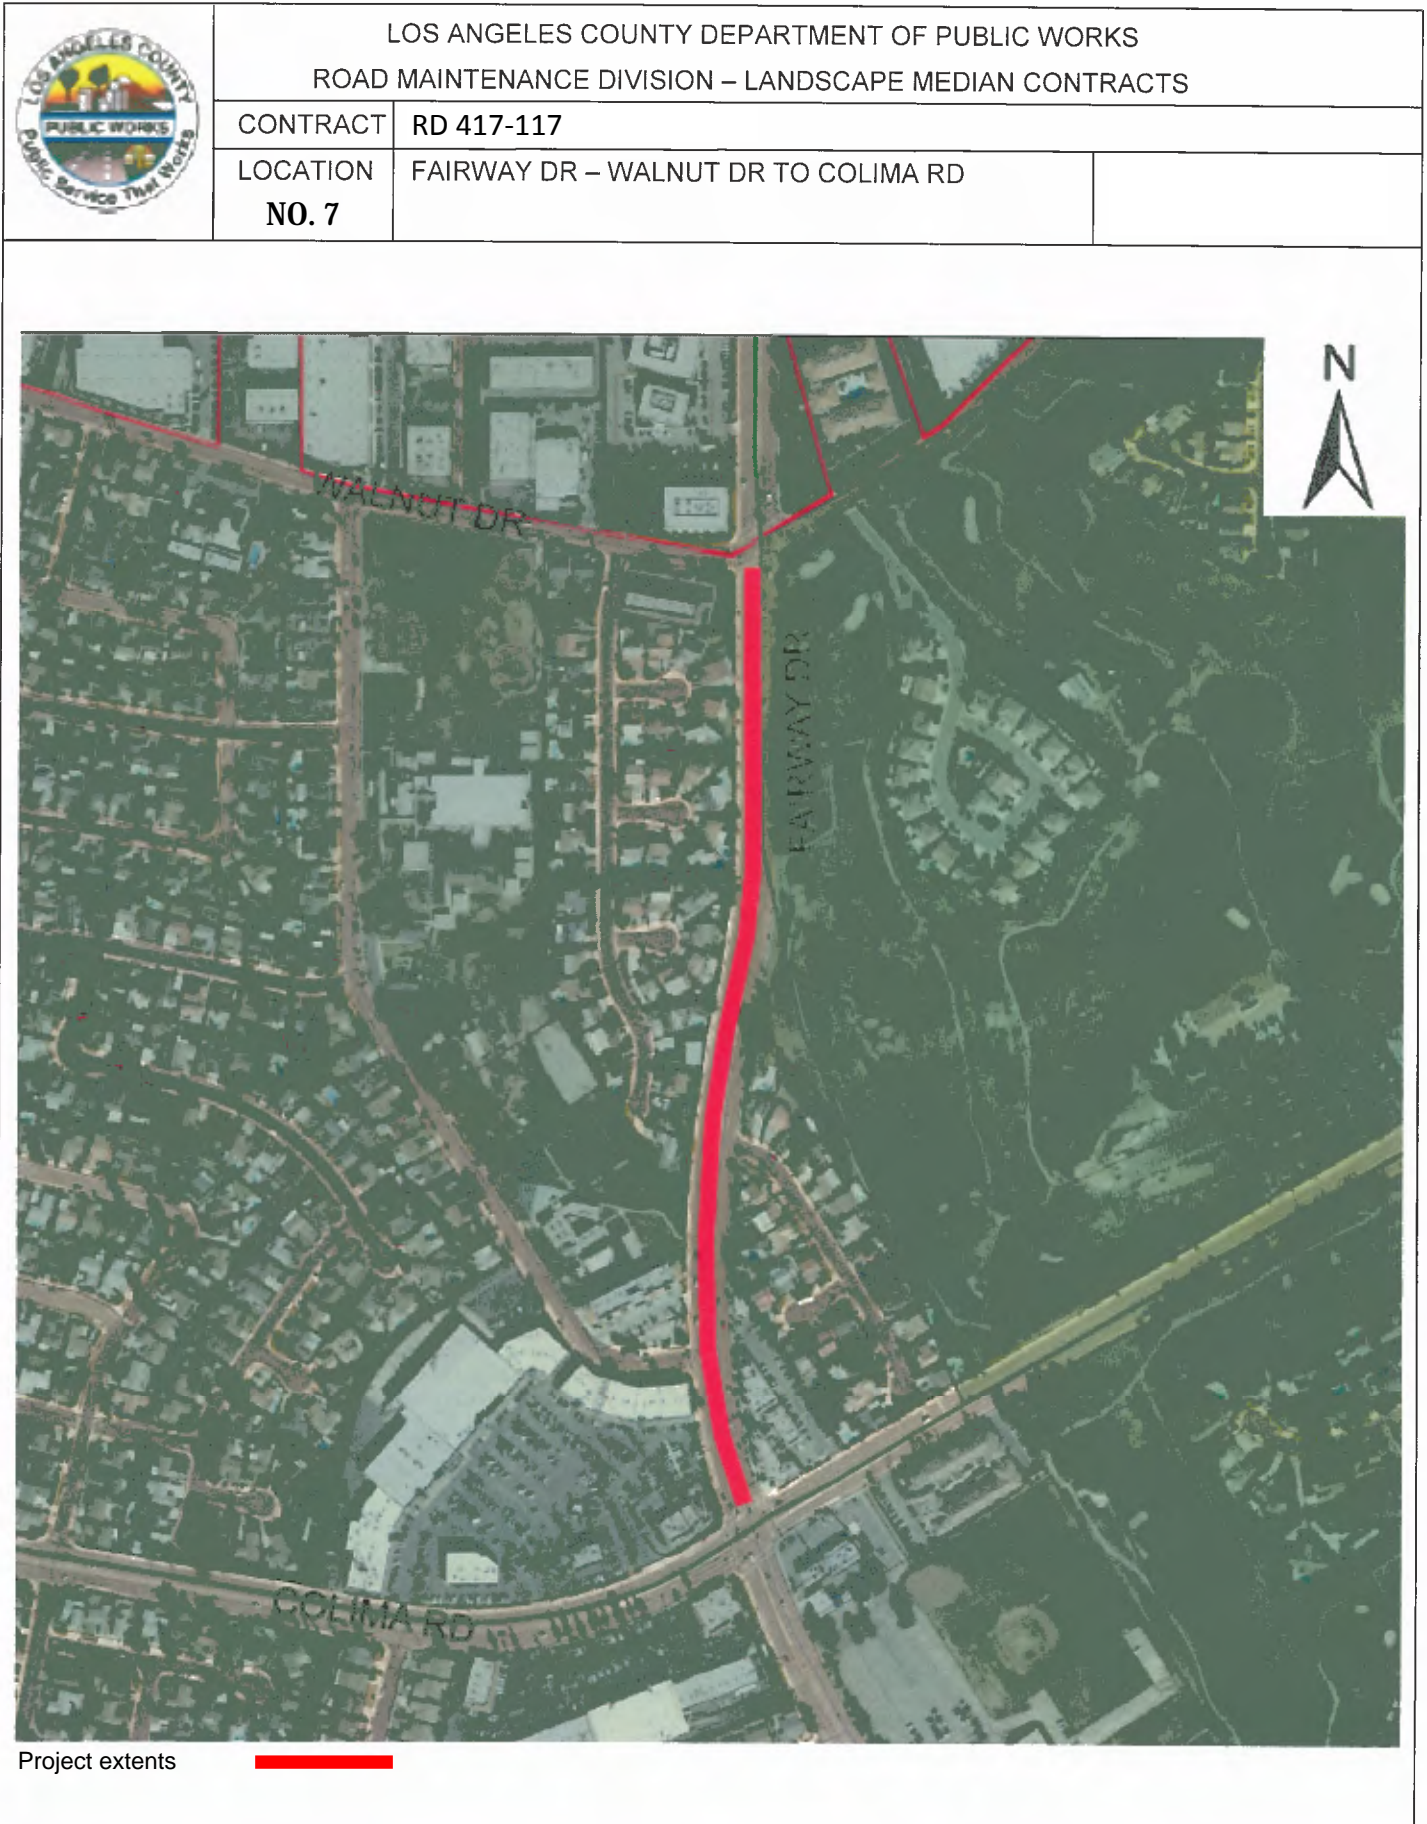 LOS ANGELES COUNTY
PUBLIC WORKS
Public Service That Works
LOS ANGELES COUNTY DEPARTMENT OF PUBLIC WORKS
ROAD MAINTENANCE DIVISION – LANDSCAPE MEDIAN CONTRACTS
CONTRACT RD 417-117
LOCATION FAIRWAY DR – WALNUT DR TO COLIMA RD
NO. 7
N
WALNUT DR
FAIRWAY DR
COLIMA RD
Project extents